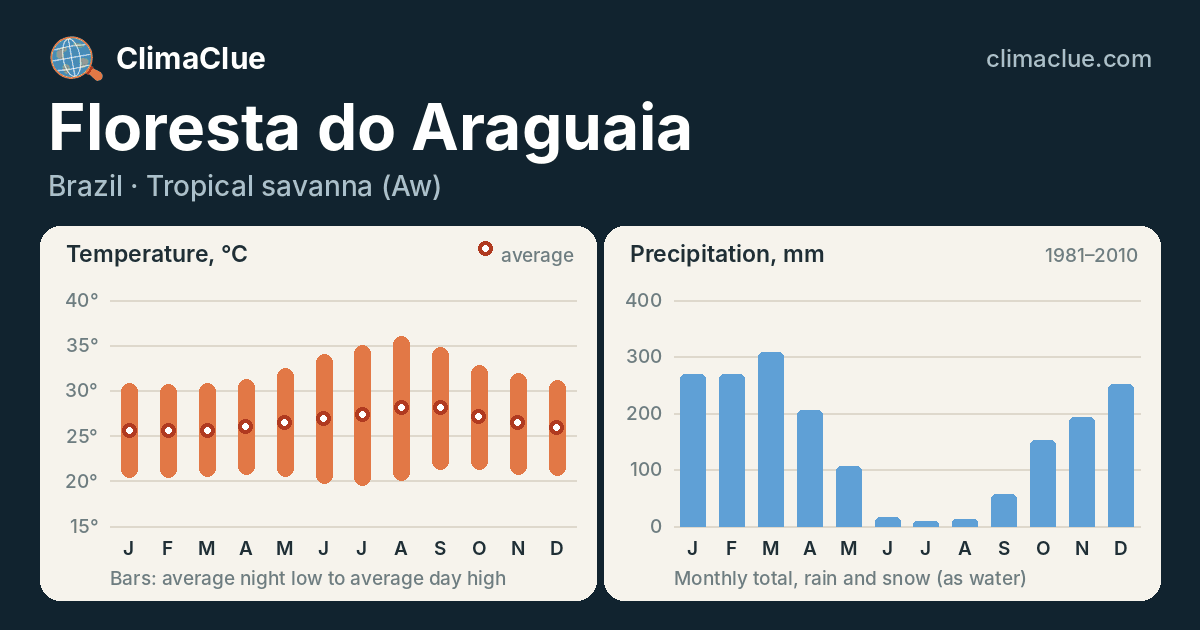 ClimaClue
climaclue.com
Floresta do Araguaia
Brazil · Tropical savanna (Aw)
Temperature, °C
average
40°
35°
30°
25°
20°
15°
J F M A M J J A S O N D
Bars: average night low to average day high
Precipitation, mm
1981–2010
400
300
200
100
0
J F M A M J J A S O N D
Monthly total, rain and snow (as water)